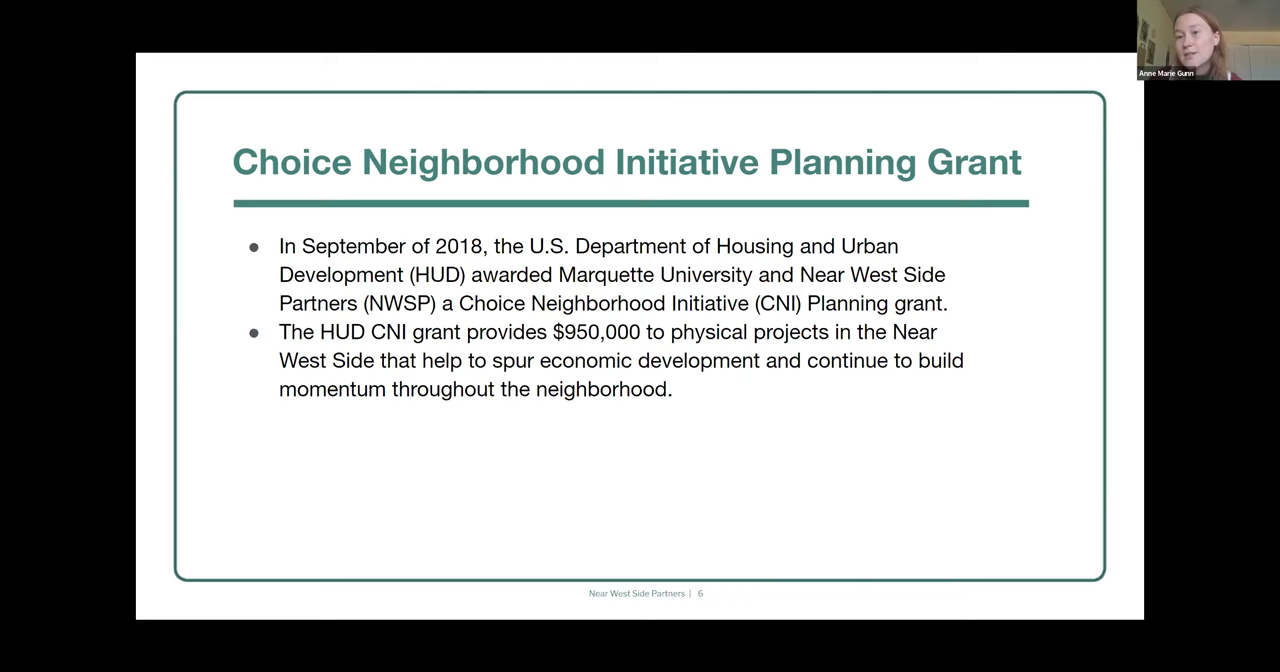 Anne Marie Gunn
Choice Neighborhood Initiative Planning Grant
● In September of 2018, the U.S. Department of Housing and Urban
Development (HUD) awarded Marquette University and Near West Side
Partners (NWSP) a Choice Neighborhood Initiative (CNI) Planning grant.
● The HUD CNI grant provides $950,000 to physical projects in the Near
West Side that help to spur economic development and continue to build
momentum throughout the neighborhood.
Near West Side Partners | 6